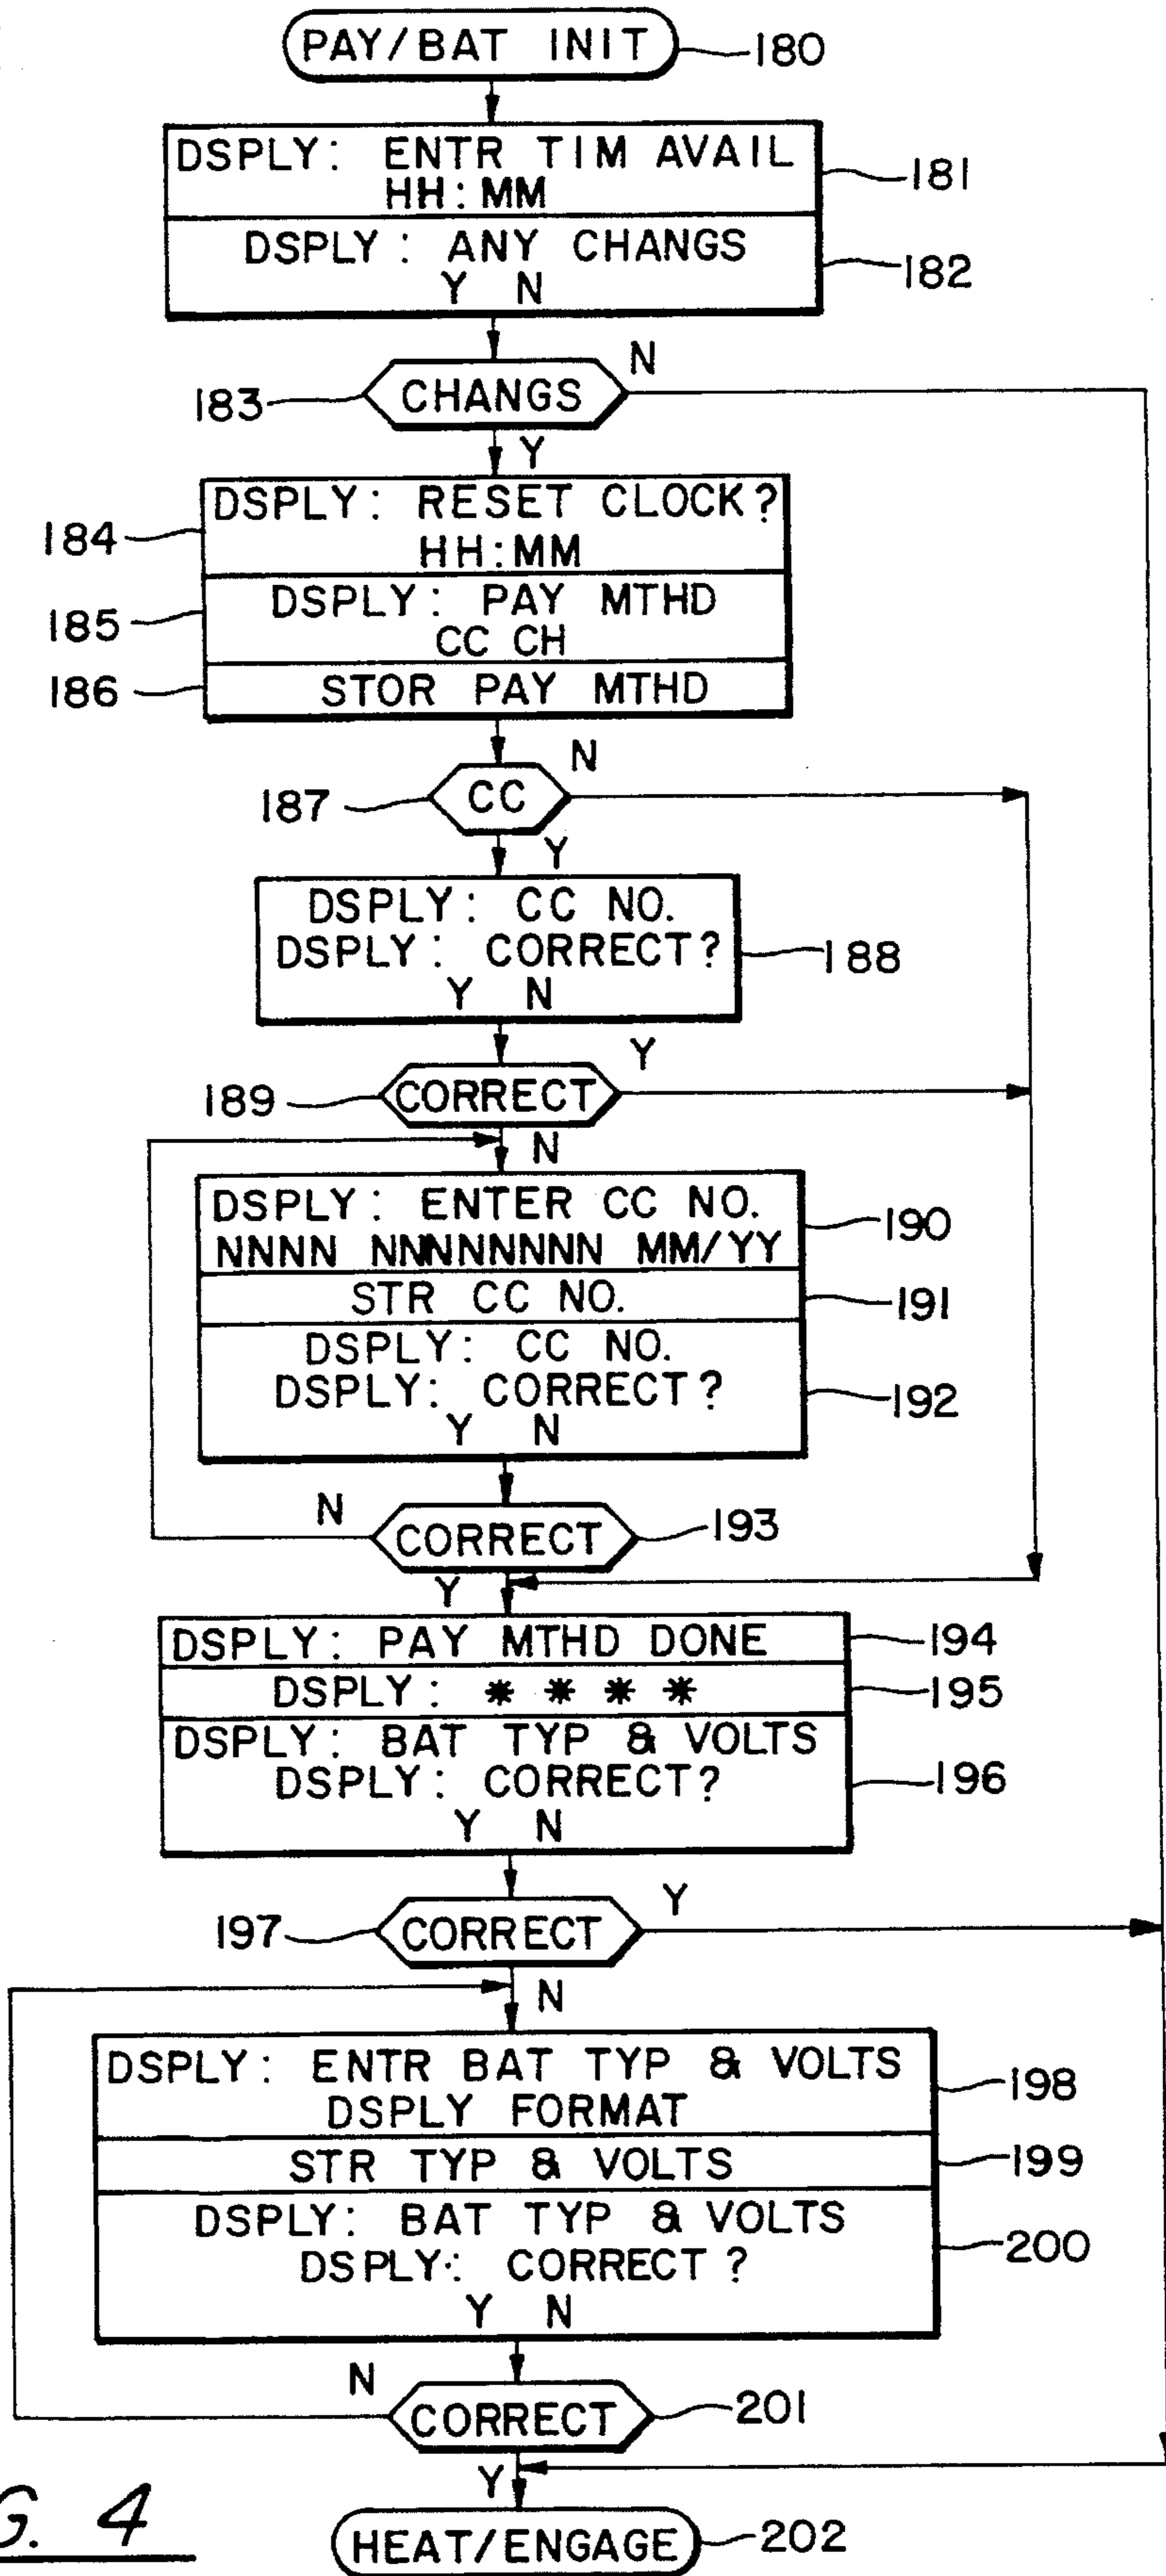 PAY/BAT INIT 180
DSPLY: ENTR TIM AVAIL
HH:MM
181
DSPLY: ANY CHANGS
Y N
182
N
183 CHANGS
Y
DSPLY: RESET CLOCK?
HH:MM
184
DSPLY: PAY MTHD
CC CH
185
186 STOR PAY MTHD
N
187 CC
Y
DSPLY: CC NO.
DSPLY: CORRECT?
Y N
188
Y
189 CORRECT
N
DSPLY: ENTER CC NO.
NNNN NNNNNNNN MM/YY
190
STR CC NO. 191
DSPLY: CC NO.
DSPLY: CORRECT?
Y N
192
N
CORRECT 193
Y
DSPLY: PAY MTHD DONE 194
DSPLY: * * * * 195
DSPLY: BAT TYP & VOLTS
DSPLY: CORRECT?
Y N
196
Y
197 CORRECT
N
DSPLY: ENTR BAT TYP & VOLTS
DSPLY FORMAT
198
STR TYP & VOLTS 199
DSPLY: BAT TYP & VOLTS
DSPLY: CORRECT?
Y N
200
N
CORRECT 201
Y
G. 4
HEAT/ENGAGE 202